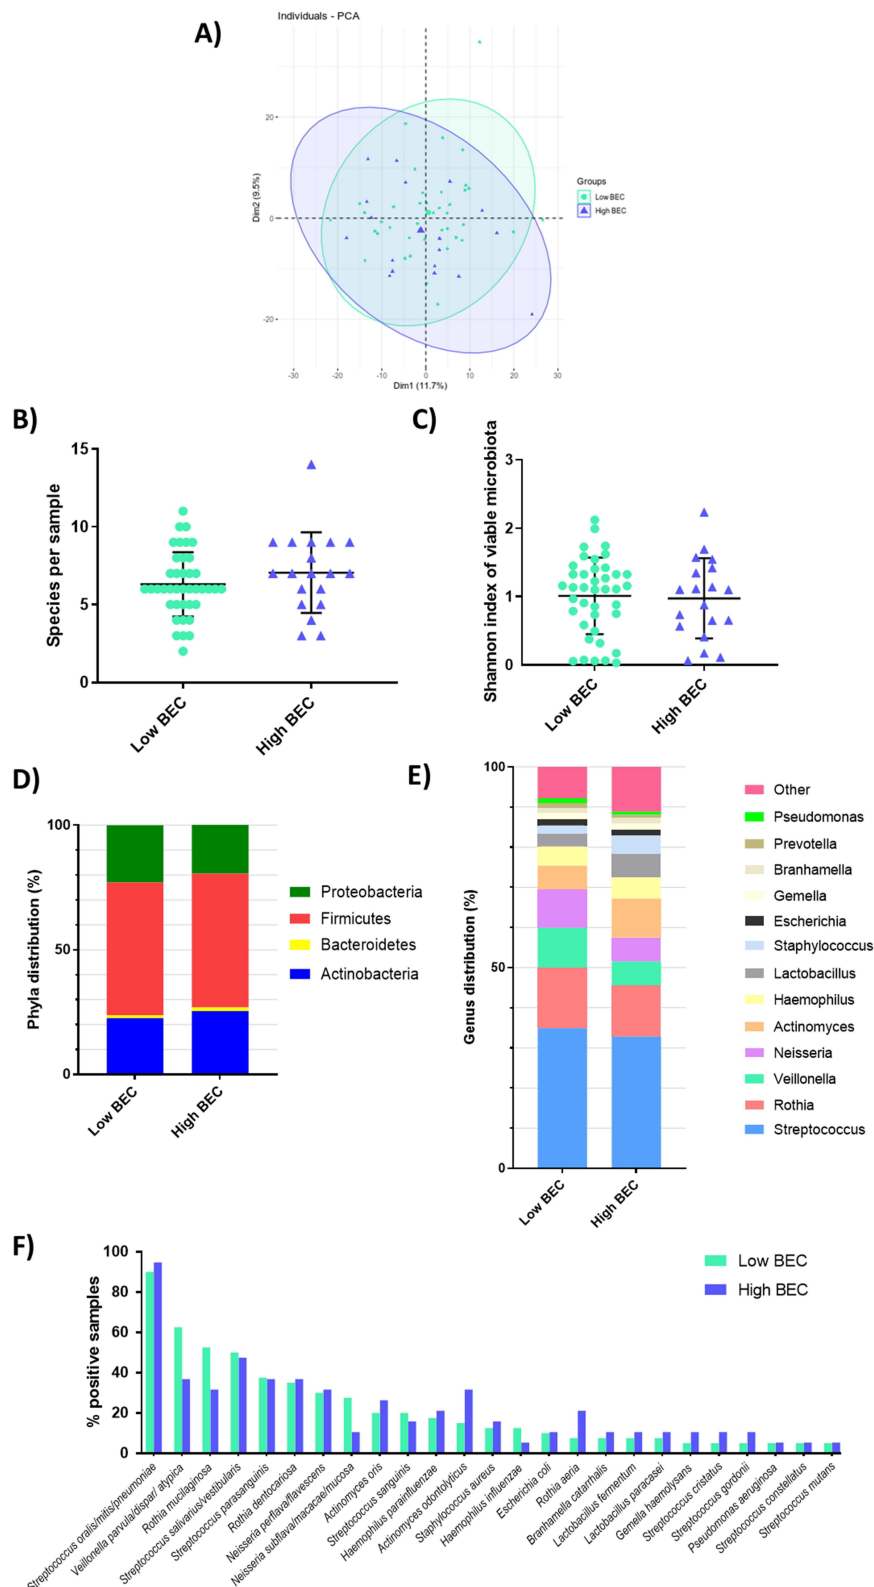 A)
Individuals - PCA
20
0
-20
Dim2 (9.5%)
-30
-20
-10
0
10
20
30
Dim1 (11.7%)
Groups
Low BEC
High BEC
B)
15
10
5
0
Species per sample
Low BEC
High BEC
C)
3
2
1
0
Shannon index of viable microbiota
Low BEC
High BEC
D)
100
50
0
Phyla distribution (%)
Low BEC
High BEC
Proteobacteria
Firmicutes
Bacteroidetes
Actinobacteria
E)
100
50
0
Genus distribution (%)
Low BEC
High BEC
Other
Pseudomonas
Prevotella
Branhamella
Gemella
Escherichia
Staphylococcus
Lactobacillus
Haemophilus
Actinomyces
Neisseria
Veillonella
Rothia
Streptococcus
F)
100
80
60
40
20
0
% positive samples
Low BEC
High BEC
Streptococcus oralis/mitis/pneumoniae
Veillonella parvula/dispar/ atypica
Rothia mucilaginosa
Streptococcus salivarius/vestibularis
Streptococcus parasanguinis
Rothia dentocariosa
Neisseria perflava/flavescens
Neisseria subflava/macacae/mucosa
Actinomyces oris
Streptococcus sanguinis
Haemophilus parainfluenzae
Actinomyces odontolyticus
Staphylococcus aureus
Haemophilus influenzae
Escherichia coli
Rothia aeria
Branhamella catarrhalis
Lactobacillus fermentum
Lactobacillus paracasei
Gemella haemolysans
Streptococcus cristatus
Streptococcus gordonii
Pseudomonas aeruginosa
Streptococcus constellatus
Streptococcus mutans